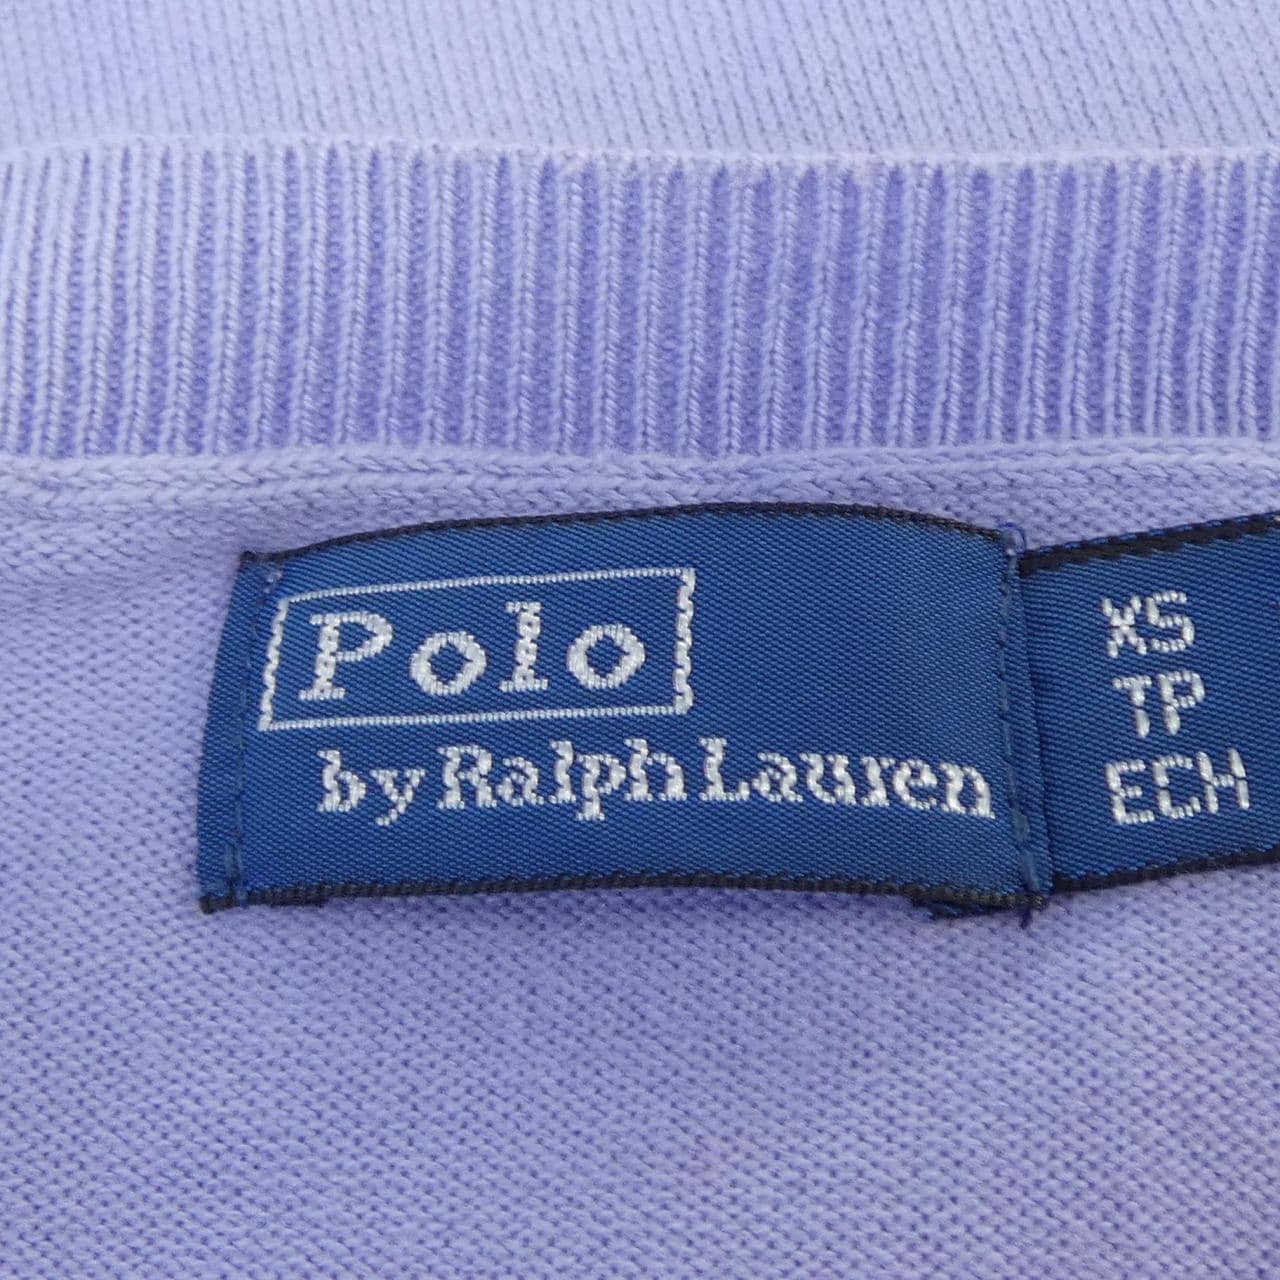 Polo
by Ralph Lauren
XS
TP
ECH